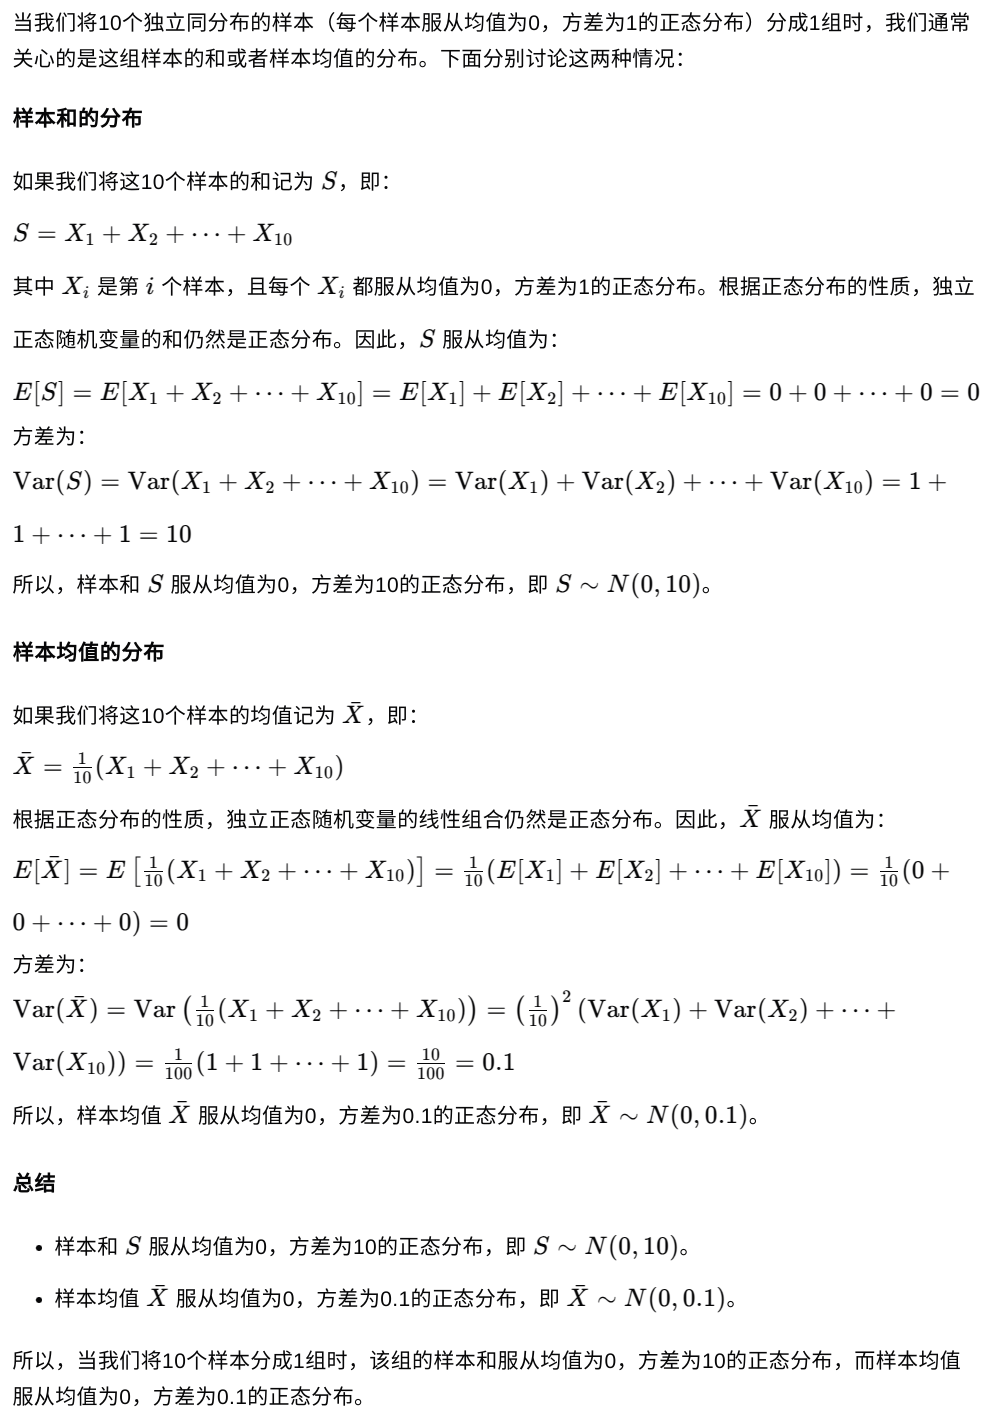 当我们将10个独立同分布的样本（每个样本服从均值为0，方差为1的正态分布）分成1组时，我们通常
关心的是这组样本的和或者样本均值的分布。下面分别讨论这两种情况：
样本和的分布
如果我们将这10个样本的和记为 $S$，即：
$S = X_1 + X_2 + \cdots + X_{10}$
其中 $X_i$ 是第 $i$ 个样本，且每个 $X_i$ 都服从均值为0，方差为1的正态分布。根据正态分布的性质，独立
正态随机变量的和仍然是正态分布。因此，$S$ 服从均值为：
$E[S] = E[X_1 + X_2 + \cdots + X_{10}] = E[X_1] + E[X_2] + \cdots + E[X_{10}] = 0 + 0 + \cdots + 0 = 0$
方差为：
$\text{Var}(S) = \text{Var}(X_1 + X_2 + \cdots + X_{10}) = \text{Var}(X_1) + \text{Var}(X_2) + \cdots + \text{Var}(X_{10}) = 1 +$
$1 + \cdots + 1 = 10$
所以，样本和 $S$ 服从均值为0，方差为10的正态分布，即 $S \sim N(0, 10)$。
样本均值的分布
如果我们将这10个样本的均值记为 $\bar{X}$，即：
$\bar{X} = \frac{1}{10}(X_1 + X_2 + \cdots + X_{10})$
根据正态分布的性质，独立正态随机变量的线性组合仍然是正态分布。因此，$\bar{X}$ 服从均值为：
$E[\bar{X}] = E\left[\frac{1}{10}(X_1 + X_2 + \cdots + X_{10})\right] = \frac{1}{10}(E[X_1] + E[X_2] + \cdots + E[X_{10}]) = \frac{1}{10}(0 +$
$0 + \cdots + 0) = 0$
方差为：
$\text{Var}(\bar{X}) = \text{Var}\left(\frac{1}{10}(X_1 + X_2 + \cdots + X_{10})\right) = \left(\frac{1}{10}\right)^2 (\text{Var}(X_1) + \text{Var}(X_2) + \cdots +$
$\text{Var}(X_{10})) = \frac{1}{100}(1 + 1 + \cdots + 1) = \frac{10}{100} = 0.1$
所以，样本均值 $\bar{X}$ 服从均值为0，方差为0.1的正态分布，即 $\bar{X} \sim N(0, 0.1)$。
总结
• 样本和 $S$ 服从均值为0，方差为10的正态分布，即 $S \sim N(0, 10)$。
• 样本均值 $\bar{X}$ 服从均值为0，方差为0.1的正态分布，即 $\bar{X} \sim N(0, 0.1)$。
所以，当我们将10个样本分成1组时，该组的样本和服从均值为0，方差为10的正态分布，而样本均值
服从均值为0，方差为0.1的正态分布。